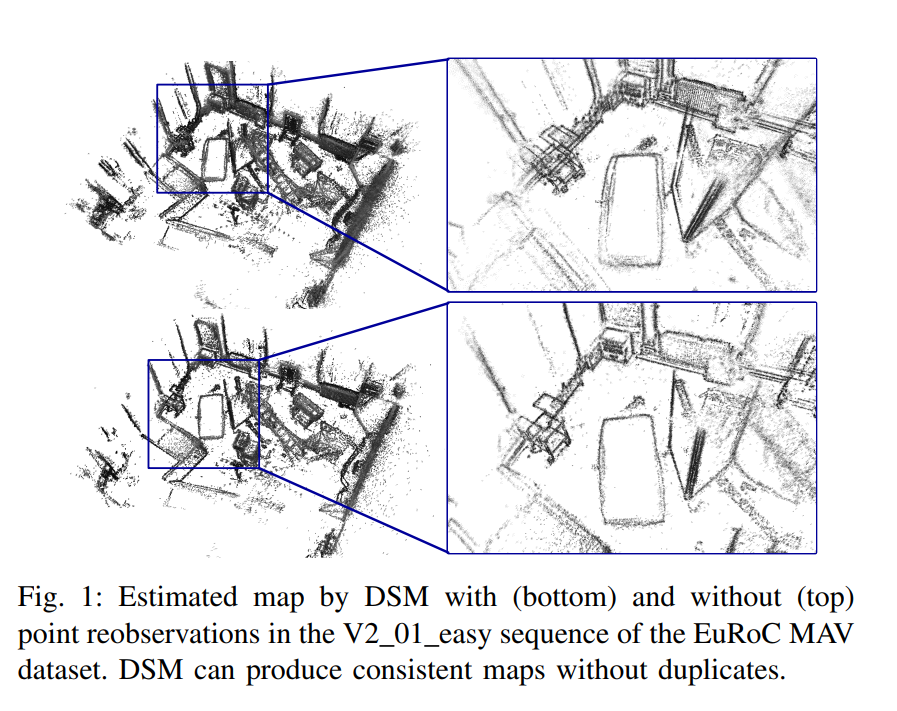 Fig. 1: Estimated map by DSM with (bottom) and without (top)
point reobservations in the V2_01_easy sequence of the EuRoC MAV
dataset. DSM can produce consistent maps without duplicates.